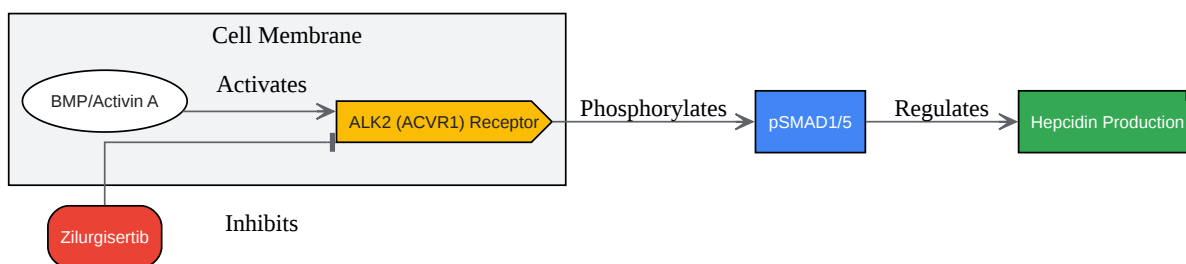 Cell Membrane
BMP/Activin A
Activates
ALK2 (ACVR1) Receptor
Phosphorylates
pSMAD1/5
Regulates
Hepcidin Production
Zilurgisertib
Inhibits